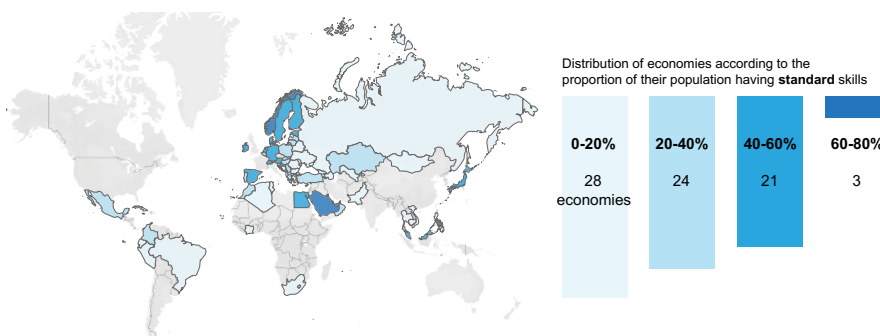 Distribution of economies according to the
proportion of their population having standard skills
0-20% 20-40% 40-60% 60-80%
28 24 21 3
economies